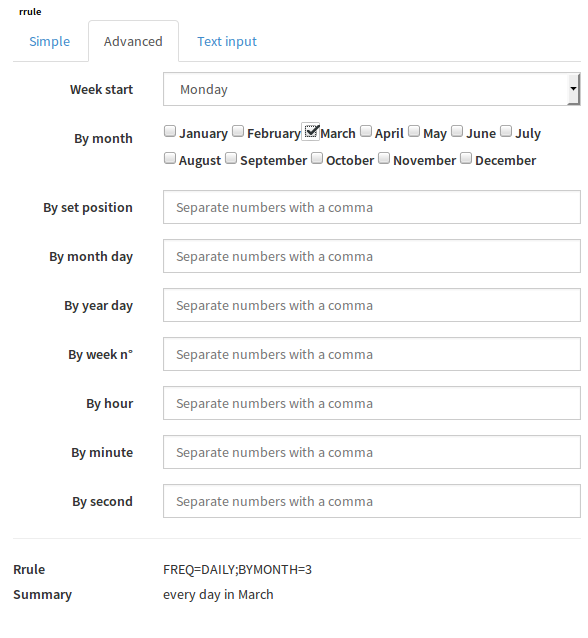 rrule
Simple Advanced Text input
Week start Monday
By month January February March April May June July
August September October November December
By set position Separate numbers with a comma
By month day Separate numbers with a comma
By year day Separate numbers with a comma
By week n° Separate numbers with a comma
By hour Separate numbers with a comma
By minute Separate numbers with a comma
By second Separate numbers with a comma
Rrule FREQ=DAILY;BYMONTH=3
Summary every day in March